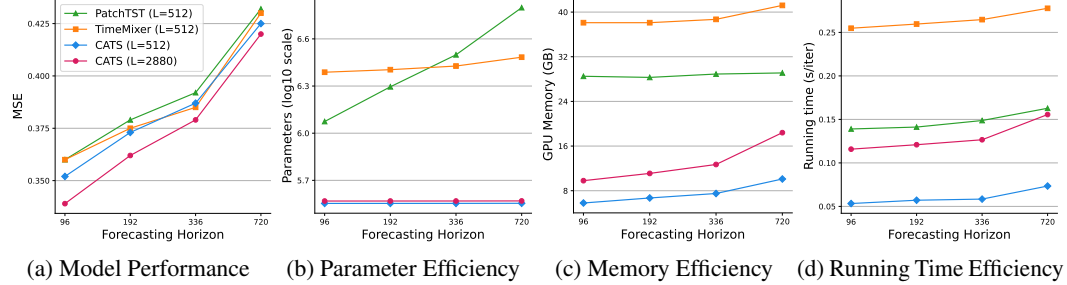 MSE
0.425
0.400
0.375
0.350
PatchTST (L=512)
TimeMixer (L=512)
CATS (L=512)
CATS (L=2880)
96
192
336
720
Forecasting Horizon
(a) Model Performance
Parameters (log10 scale)
6.6
6.3
6.0
5.7
96
192
336
720
Forecasting Horizon
(b) Parameter Efficiency
GPU Memory (GB)
40
32
24
16
8
96
192
336
720
Forecasting Horizon
(c) Memory Efficiency
Running time (s/iter)
0.25
0.20
0.15
0.10
0.05
96
192
336
720
Forecasting Horizon
(d) Running Time Efficiency